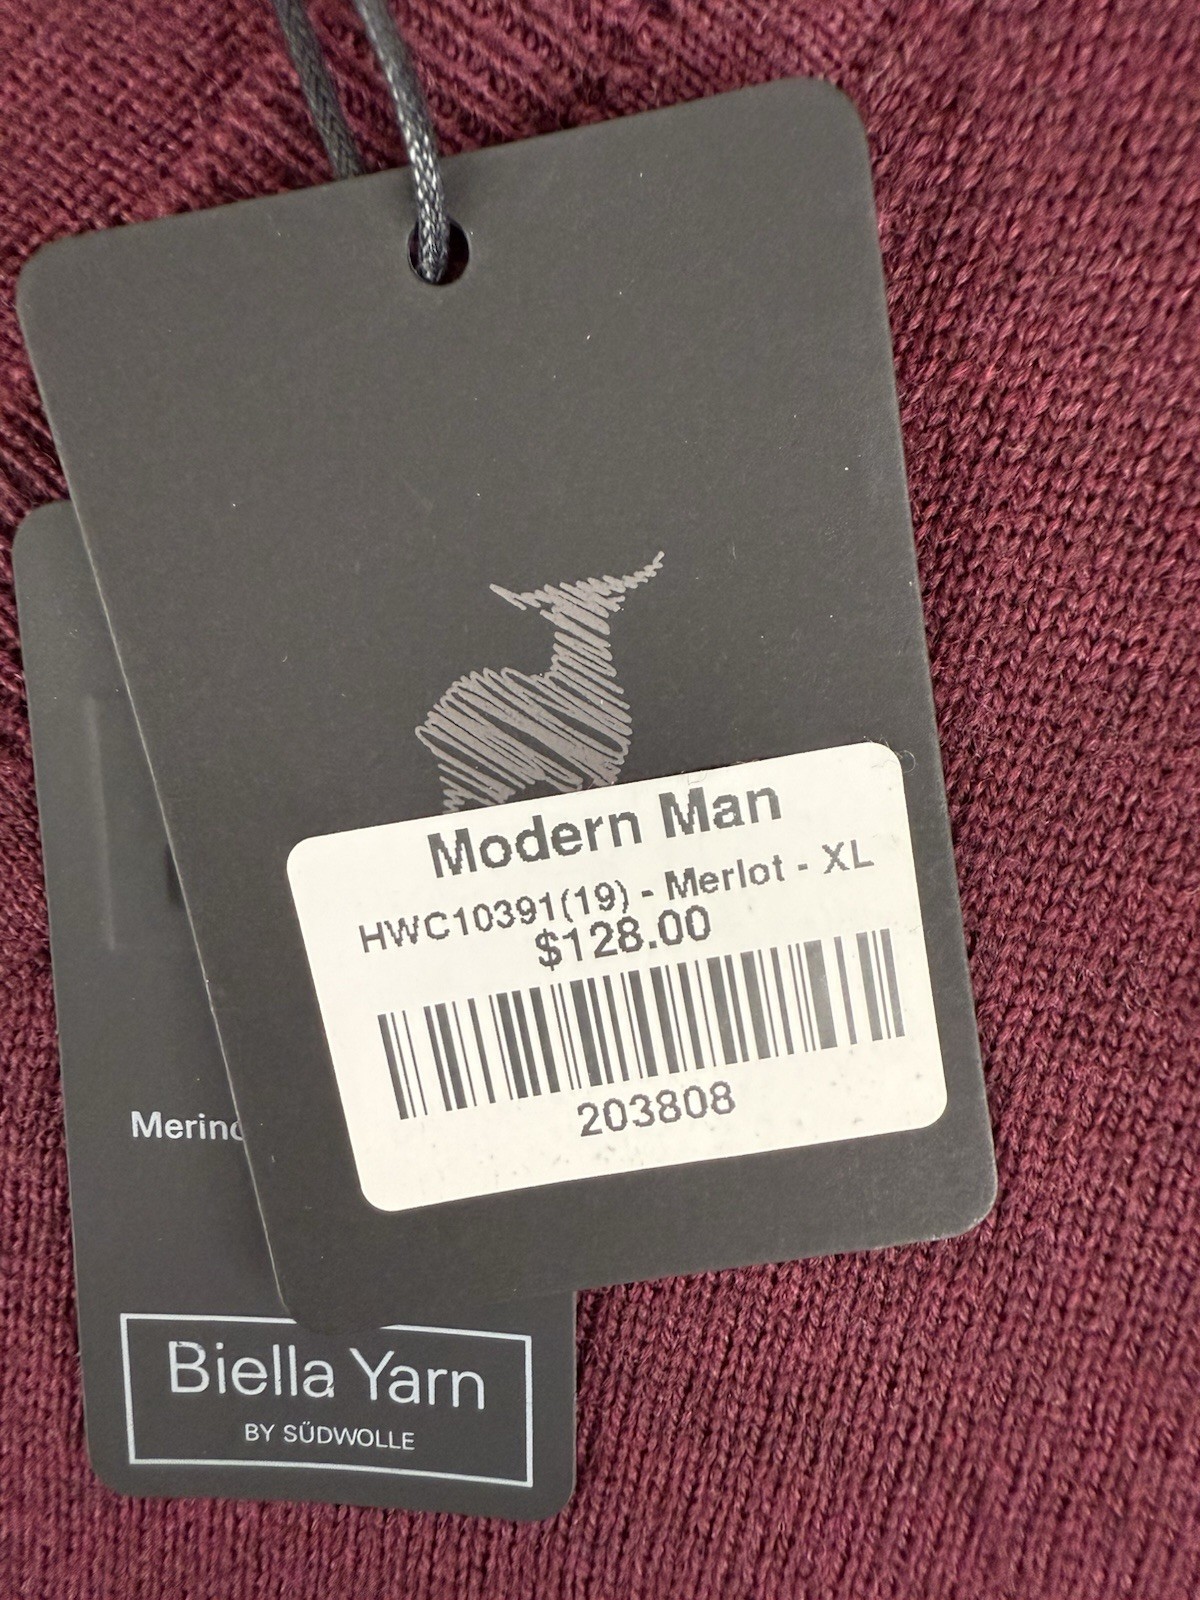 Modern Man
HWC10391(19) - Merlot - XL
$128.00
203808
Biella Yarn
BY SÜDWOLLE